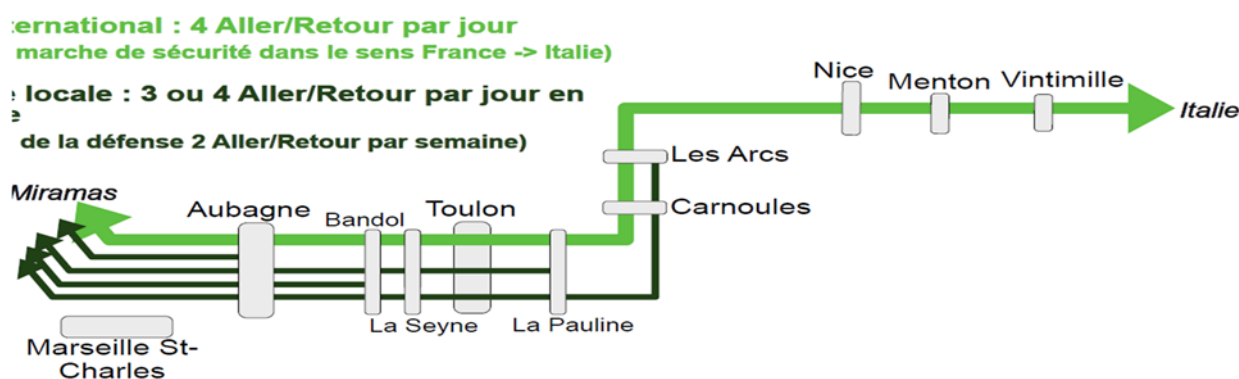 ernational : 4 Aller/Retour par jour
marche de sécurité dans le sens France -> Italie)
locale : 3 ou 4 Aller/Retour par jour en
e
de la défense 2 Aller/Retour par semaine)
Nice
Menton
Vintimille
Italie
Les Arcs
Miramas
Aubagne
Bandol
Toulon
Carnoules
La Seyne
La Pauline
Marseille St-
Charles